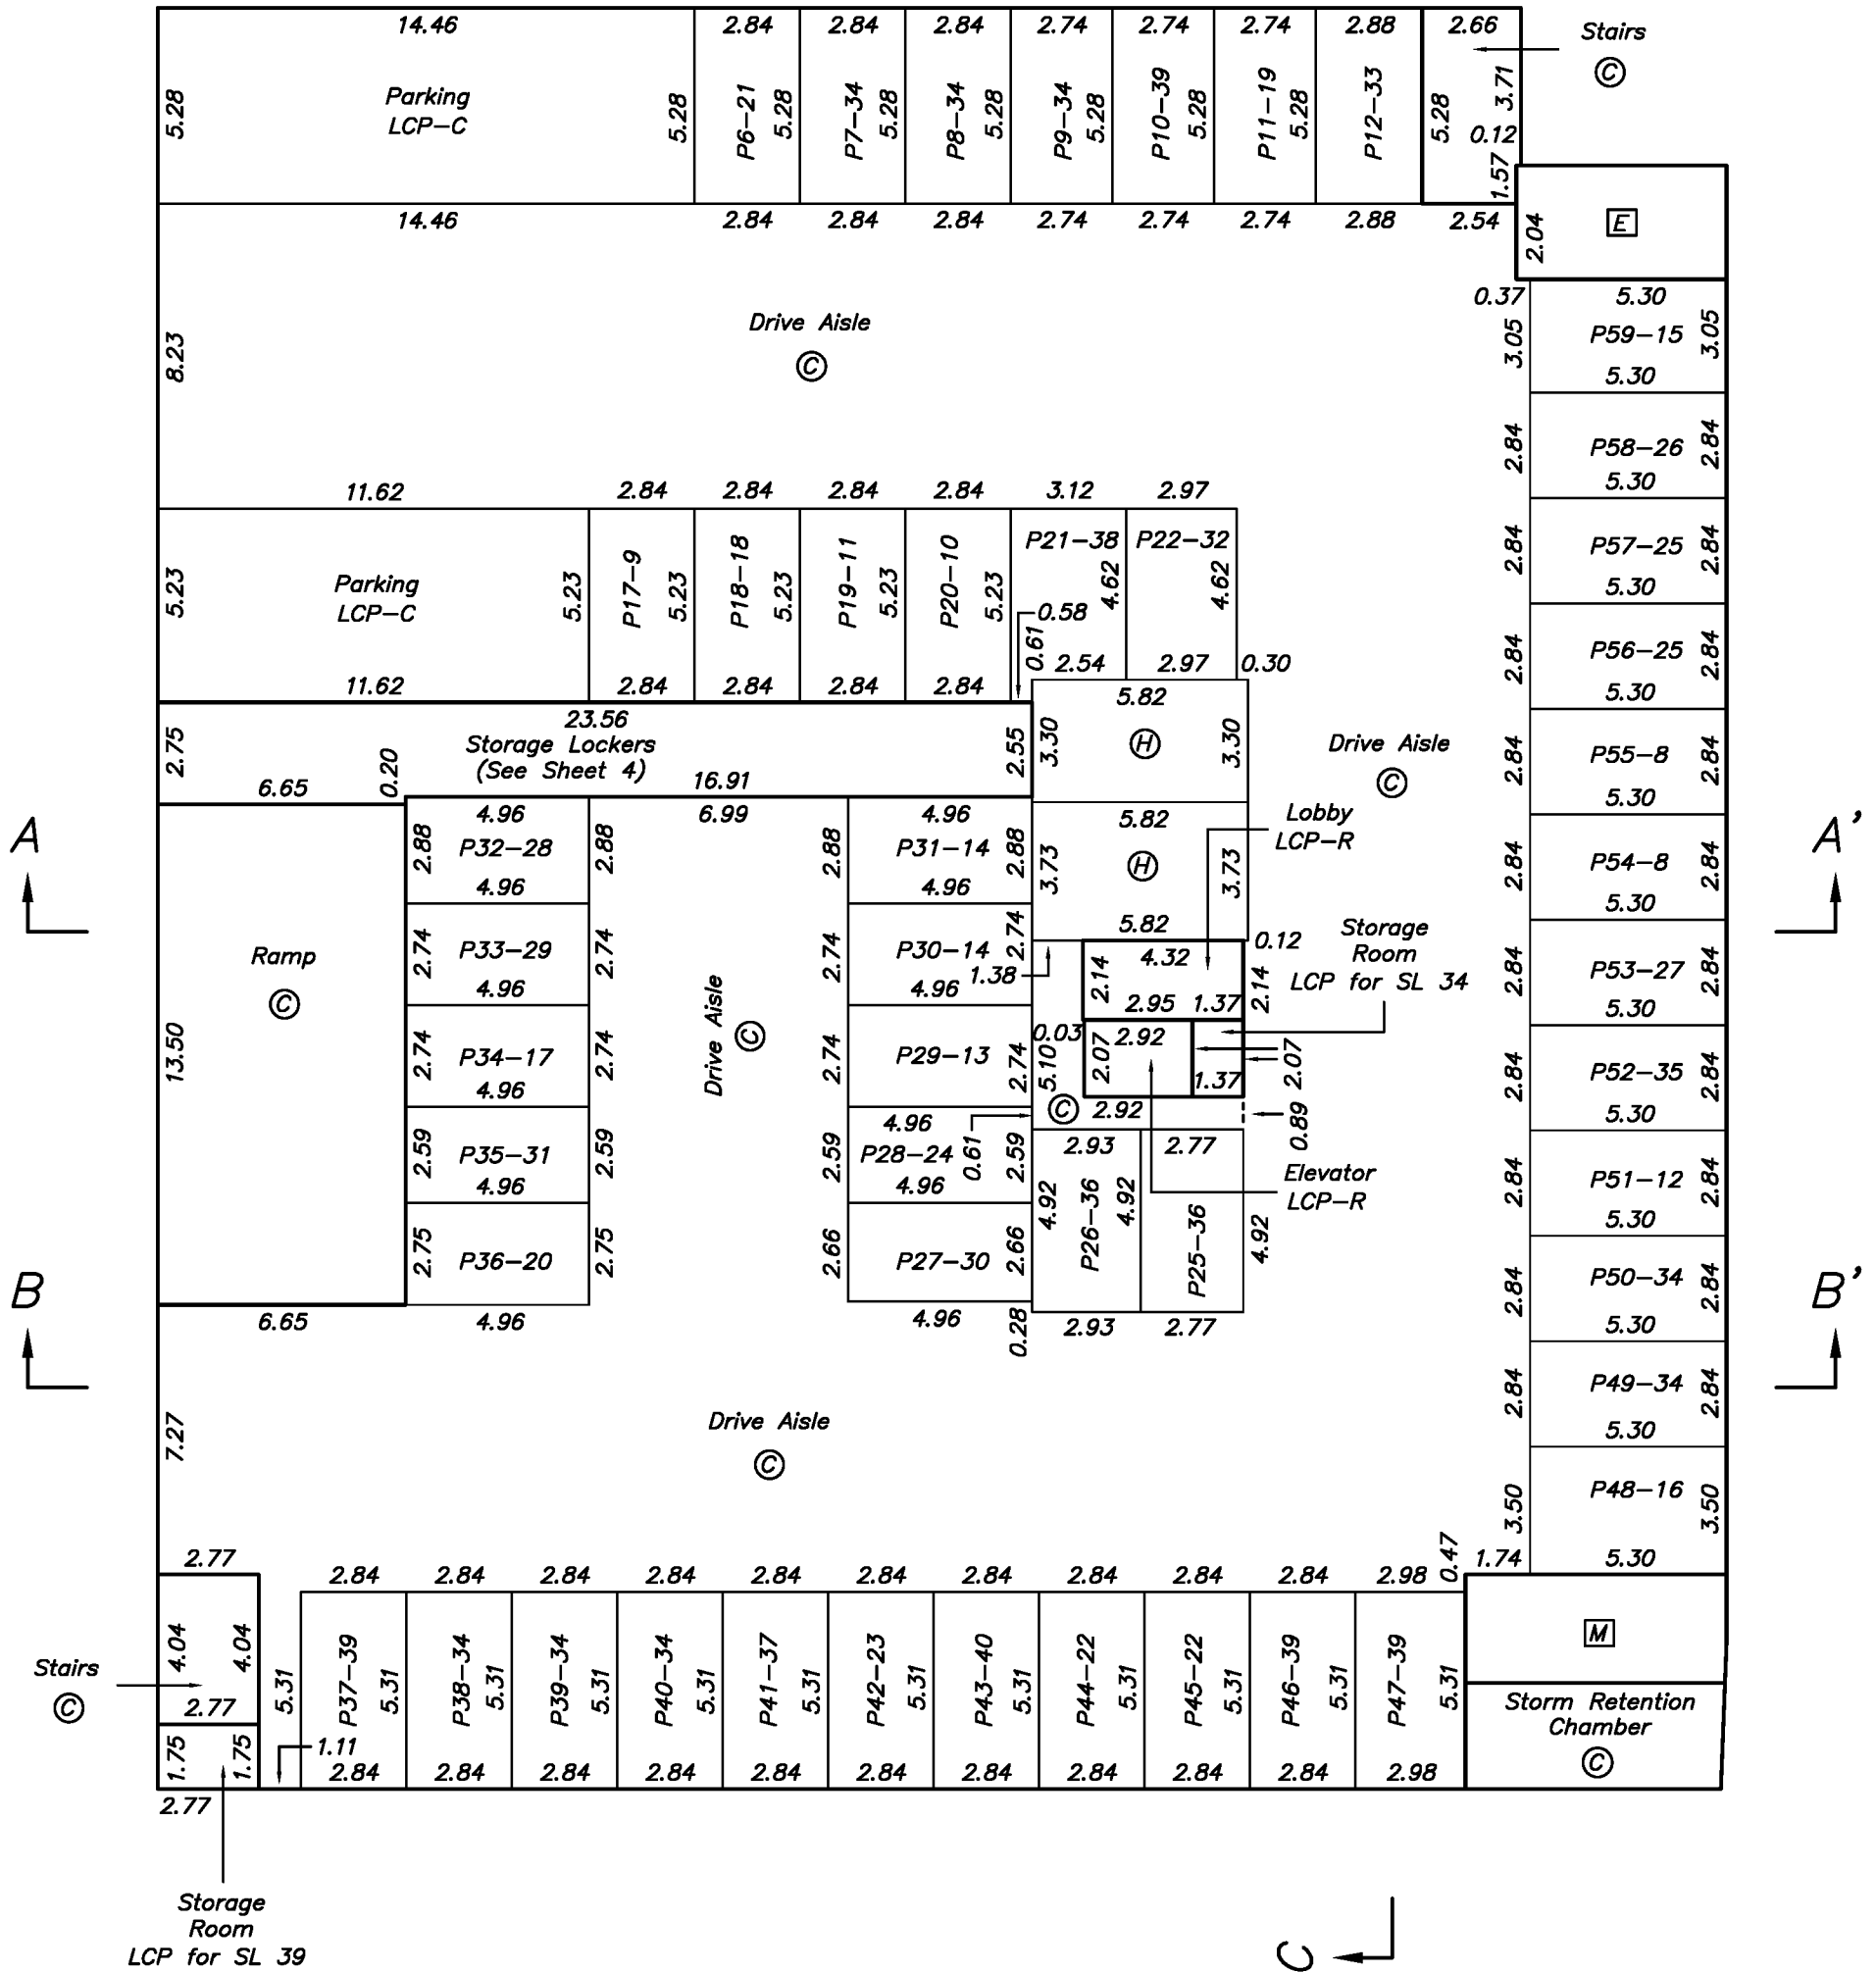 14.46 2.84 2.84 2.84 2.74 2.74 2.74 2.88 2.66
Stairs
C
5.28
Parking
LCP-C
5.28
P6-21
5.28
P7-34
5.28
P8-34
5.28
P9-34
5.28
P10-39
5.28
P11-19
5.28
P12-33
5.28
3.71
0.12
1.57
14.46 2.84 2.84 2.84 2.74 2.74 2.74 2.88 2.54
2.04
E
8.23
Drive Aisle
C
0.37 5.30
3.05
P59-15
3.05
5.30
2.84
P58-26
2.84
5.30
11.62 2.84 2.84 2.84 2.84 3.12 2.97
5.23
Parking
LCP-C
5.23
P17-9
5.23
P18-18
5.23
P19-11
5.23
P20-10
5.23
P21-38
4.62
P22-32
4.62
0.58
0.61
2.54 2.97 0.30
2.84
P57-25
2.84
5.30
2.84
P56-25
2.84
5.30
11.62 2.84 2.84 2.84 2.84
2.75
23.56
Storage Lockers
(See Sheet 4)
2.55
6.65
0.20
16.91
5.82
3.30
H
3.30
Drive Aisle
C
2.84
P55-8
2.84
5.30
A
4.96 6.99 4.96
2.88
P32-28
2.88
4.96
2.88
P31-14
2.88
4.96
5.82
3.73
H
3.73
5.82
Lobby
LCP-R
2.84
P54-8
2.84
5.30
A'
Ramp
C
13.50
2.74
P33-29
2.74
4.96
Drive Aisle
C
2.74
P30-14
2.74
4.96
1.38
4.32
0.12
2.14
2.14
2.95 1.37
Storage
Room
LCP for SL 34
2.84
P53-27
2.84
5.30
2.74
P34-17
2.74
4.96
2.74
P29-13
2.74
0.03
5.10
2.92
2.07
1.37
2.07
C
2.92
0.89
2.84
P52-35
2.84
5.30
2.59
P35-31
2.59
4.96
4.96
2.59
P28-24
0.61
2.59
4.96
2.93 2.77
4.92
P26-36
4.92
P25-36
4.92
Elevator
LCP-R
2.84
P51-12
2.84
5.30
B
2.75
P36-20
2.75
2.66
P27-30
2.66
2.84
P50-34
2.84
5.30
B'
6.65 4.96 4.96
0.28
2.93 2.77
7.27
Drive Aisle
C
2.84
P49-34
2.84
5.30
3.50
P48-16
3.50
2.77 2.84 2.84 2.84 2.84 2.84 2.84 2.84 2.84 2.84 2.84 2.98
0.47
1.74 5.30
Stairs
C
4.04
4.04
2.77
1.75
1.75
2.77
5.31
1.11
P37-39
5.31
P38-34
5.31
P39-34
5.31
P40-34
5.31
P41-37
5.31
P42-23
5.31
P43-40
5.31
P44-22
5.31
P45-22
5.31
P46-39
5.31
P47-39
5.31
M
Storm Retention
Chamber
C
2.84 2.84 2.84 2.84 2.84 2.84 2.84 2.84 2.84 2.84 2.98
Storage
Room
LCP for SL 39
C